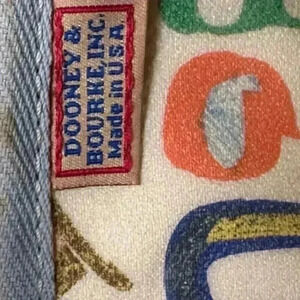 DOONEY &
BOURKE, INC.
Made in U S A